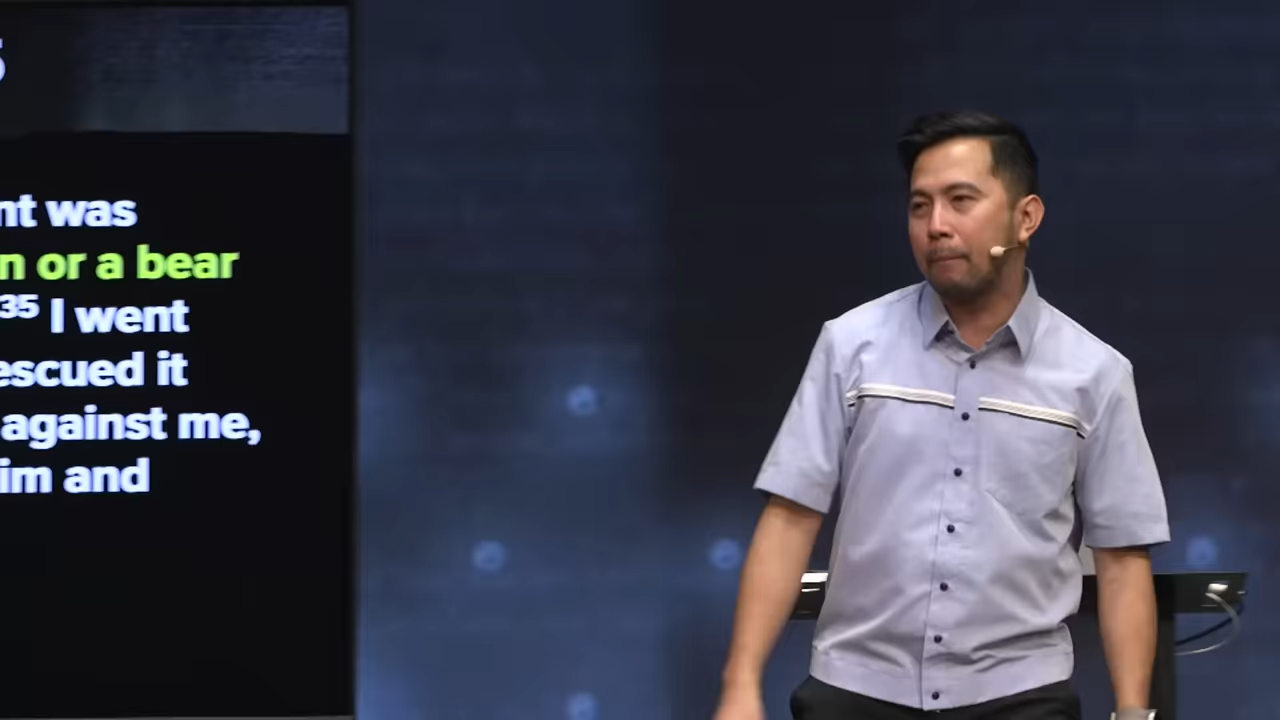 nt was
n or a bear
35 I went
escued it
against me,
im and